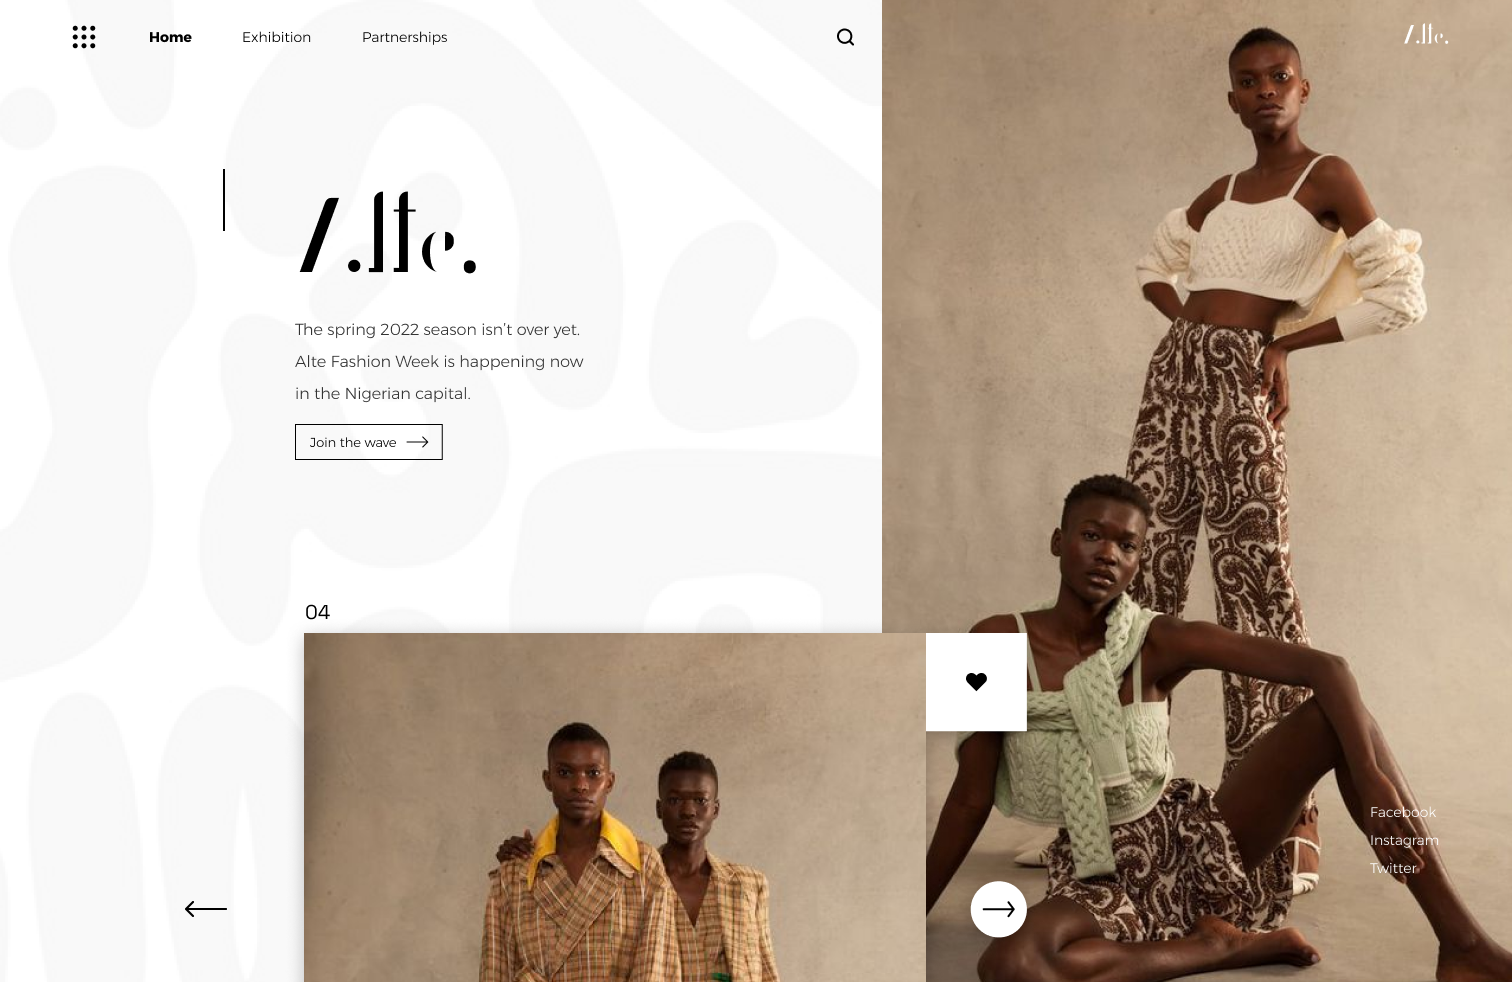 Home
Exhibition
Partnerships
Alte.
Alte.
The spring 2022 season isn't over yet.
Alte Fashion Week is happening now
in the Nigerian capital.
Join the wave
04
Facebook
Instagram
Twitter